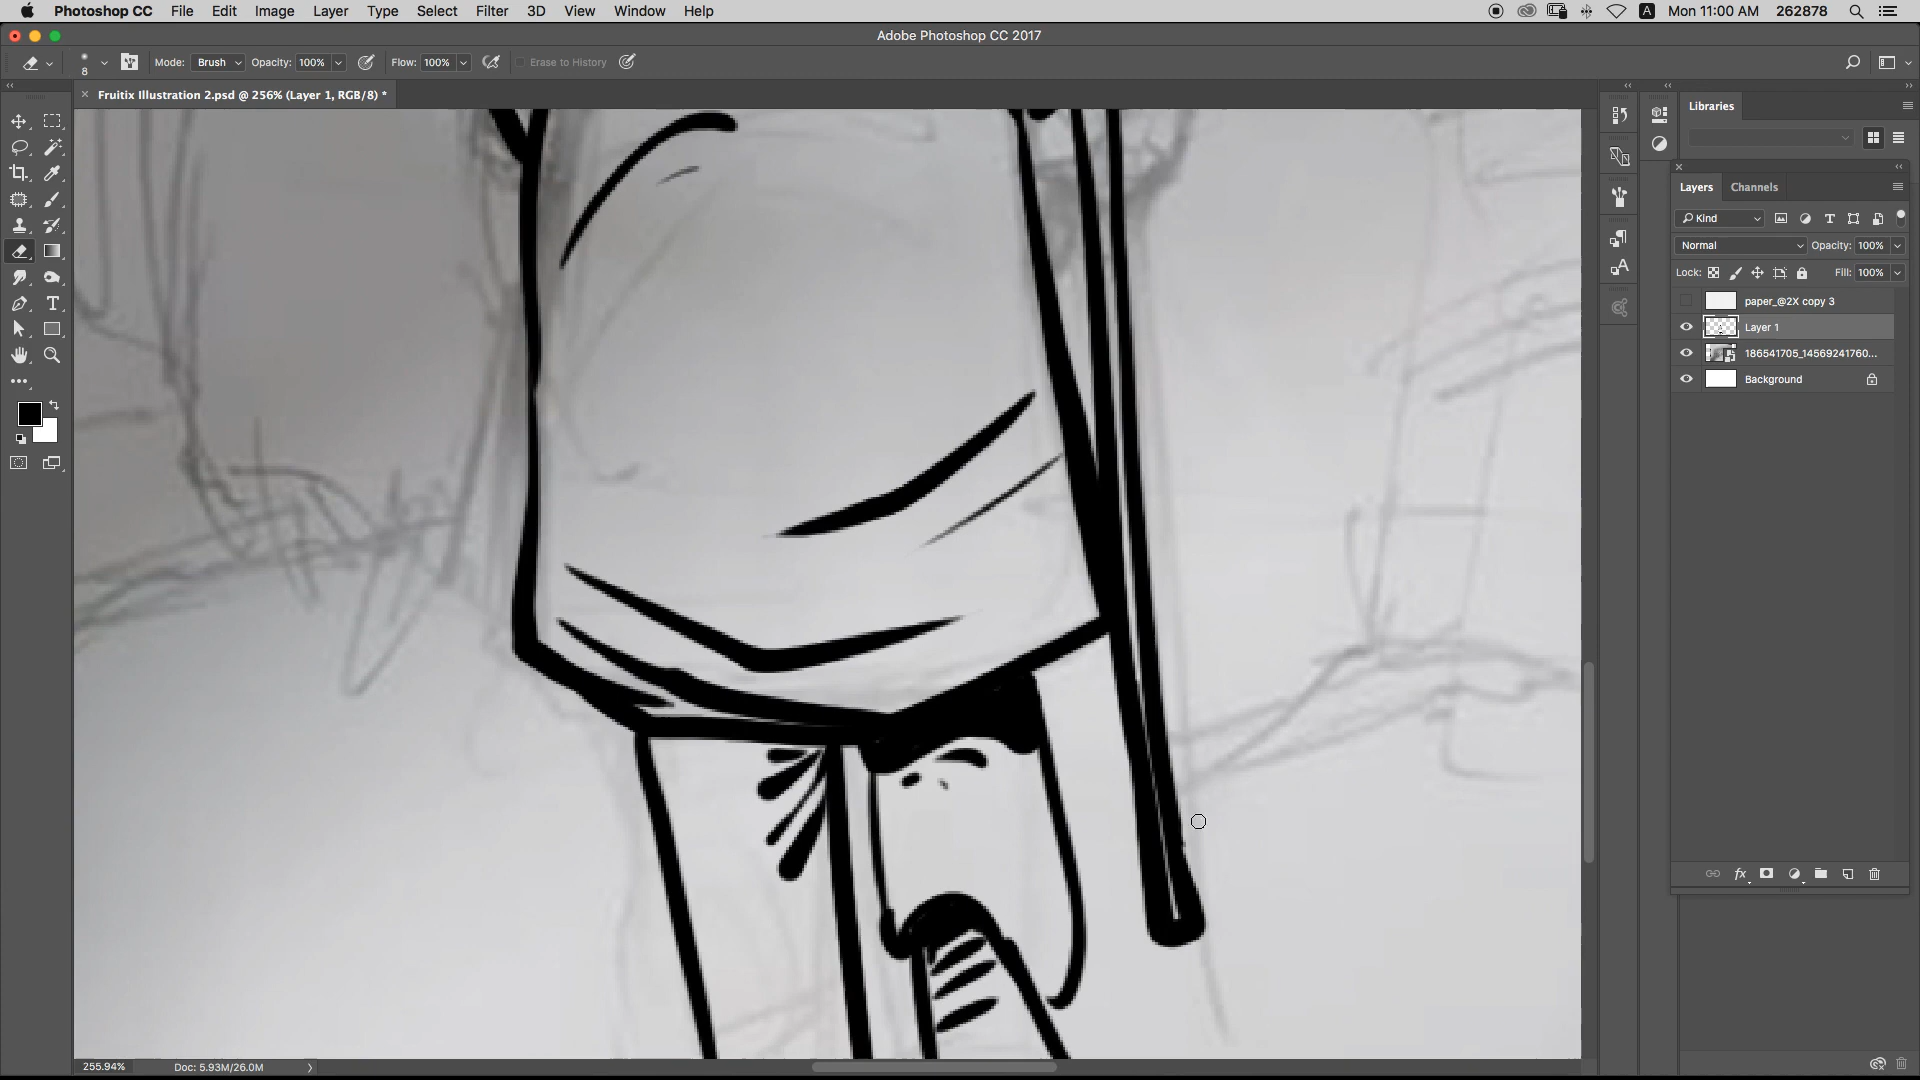 Photoshop CC File Edit Image Layer Type Select Filter 3D View Window Help A Mon 11:00 AM 262878
Adobe Photoshop CC 2017
8 Mode: Brush Opacity: 100% Flow: 100% Erase to History
Fruitix Illustration 2.psd @ 256% (Layer 1, RGB/8) *
Libraries
Layers Channels
Kind
Normal Opacity: 100%
Lock: Fill: 100%
paper_@2X copy 3
Layer 1
186541705_14569241760...
Background
fx
255.94% Doc: 5.93M/26.0M